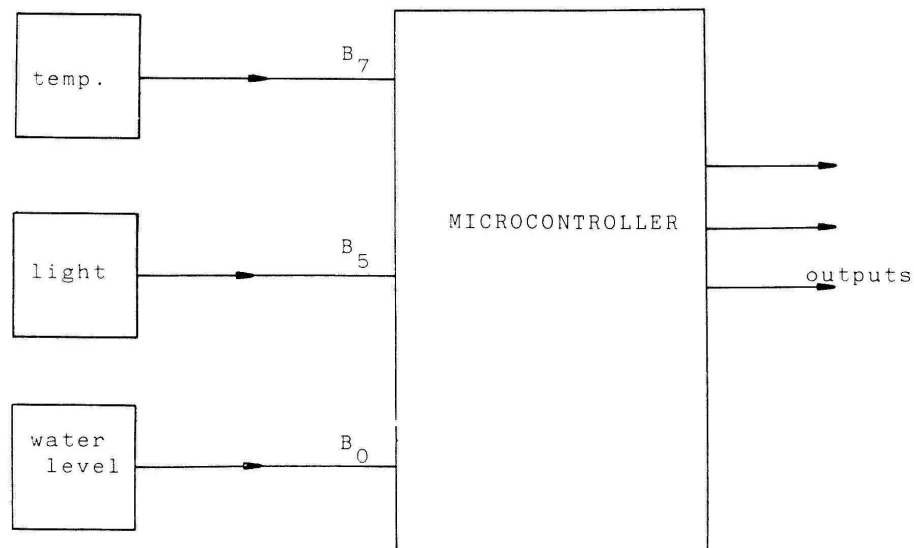 temp.
B7
MICROCONTROLLER
light
B5
outputs
water
level
B0